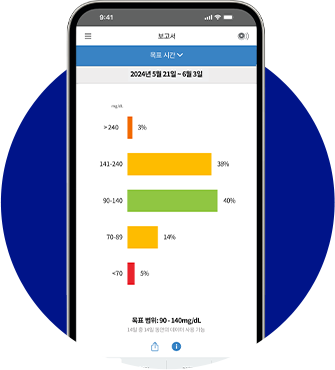 9:41
보고서
목표 시간
2024년 5월 21일 ~ 6월 3일
mg/dL
> 240 3%
141-240 38%
90-140 40%
70-89 14%
<70 5%
목표 범위: 90 - 140mg/dL
14일 중 14일 동안의 데이터 사용 가능